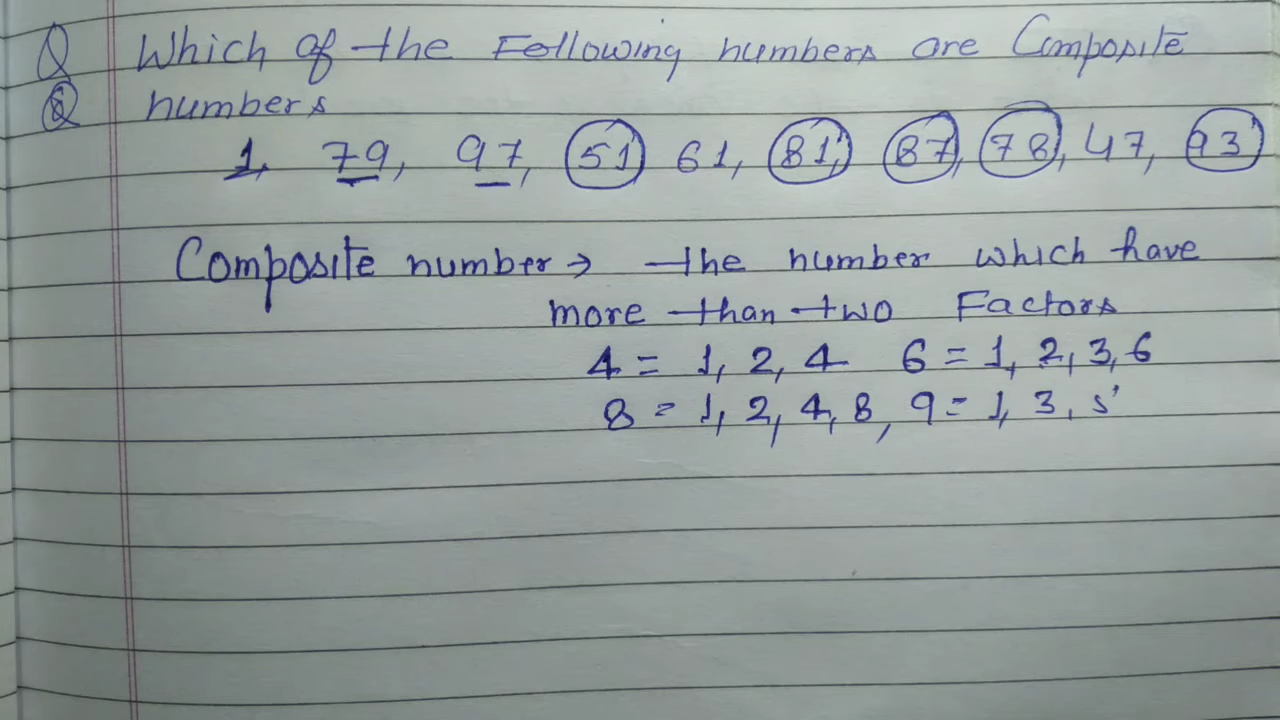 Q Which of the Following numbers are Composite
Q numbers
1, 79, 97, 51 61, 81, 87, 78, 47, 93
Composite number → the number which have
more than two Factors
4 = 1, 2, 4 6 = 1, 2, 3, 6
8 = 1, 2, 4, 8, 9 = 1, 3,